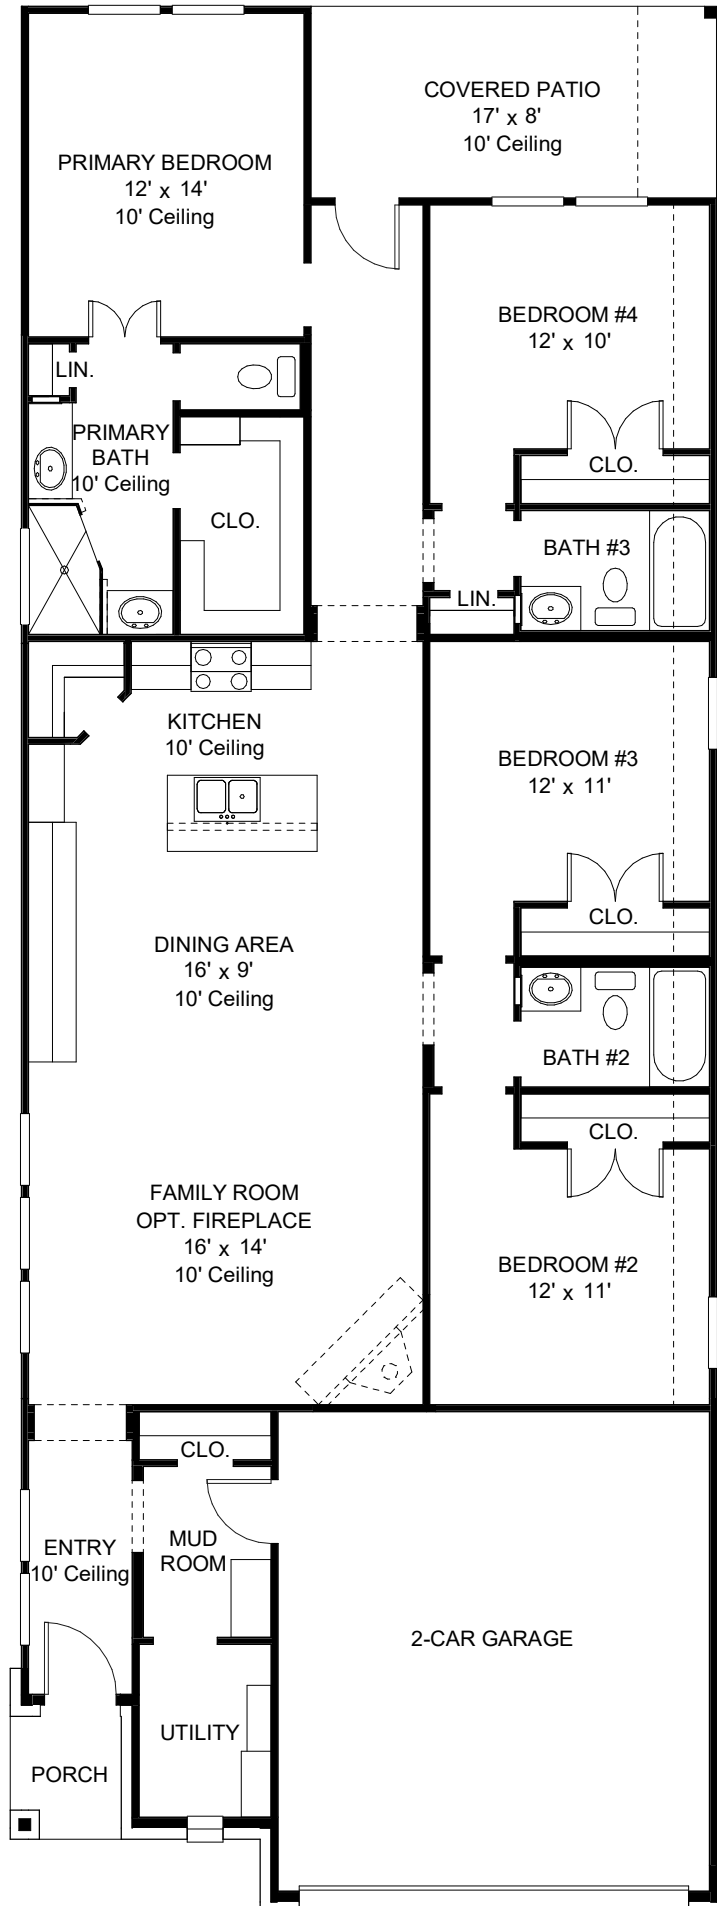 COVERED PATIO
17' x 8'
10' Ceiling
PRIMARY BEDROOM
12' x 14'
10' Ceiling
BEDROOM #4
12' x 10'
LIN.
PRIMARY
BATH
10' Ceiling
CLO.
CLO.
BATH #3
LIN.
KITCHEN
10' Ceiling
BEDROOM #3
12' x 11'
CLO.
DINING AREA
16' x 9'
10' Ceiling
BATH #2
CLO.
FAMILY ROOM
OPT. FIREPLACE
16' x 14'
10' Ceiling
BEDROOM #2
12' x 11'
CLO.
MUD
ROOM
ENTRY
10' Ceiling
2-CAR GARAGE
UTILITY
PORCH